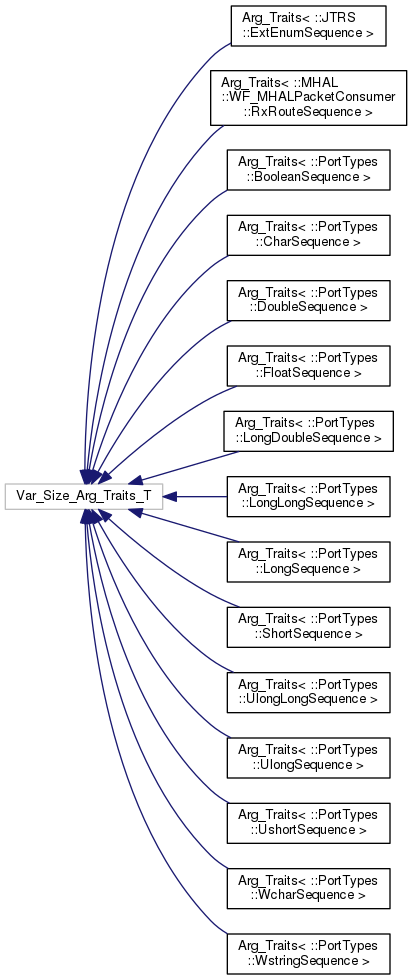 Arg_Traits< ::JTRS
::ExtEnumSequence >
Arg_Traits< ::MHAL
::WF_MHALPacketConsumer
::RxRouteSequence >
Arg_Traits< ::PortTypes
::BooleanSequence >
Arg_Traits< ::PortTypes
::CharSequence >
Arg_Traits< ::PortTypes
::DoubleSequence >
Arg_Traits< ::PortTypes
::FloatSequence >
Arg_Traits< ::PortTypes
::LongDoubleSequence >
Var_Size_Arg_Traits_T
Arg_Traits< ::PortTypes
::LongLongSequence >
Arg_Traits< ::PortTypes
::LongSequence >
Arg_Traits< ::PortTypes
::ShortSequence >
Arg_Traits< ::PortTypes
::UlongLongSequence >
Arg_Traits< ::PortTypes
::UlongSequence >
Arg_Traits< ::PortTypes
::UshortSequence >
Arg_Traits< ::PortTypes
::WcharSequence >
Arg_Traits< ::PortTypes
::WstringSequence >